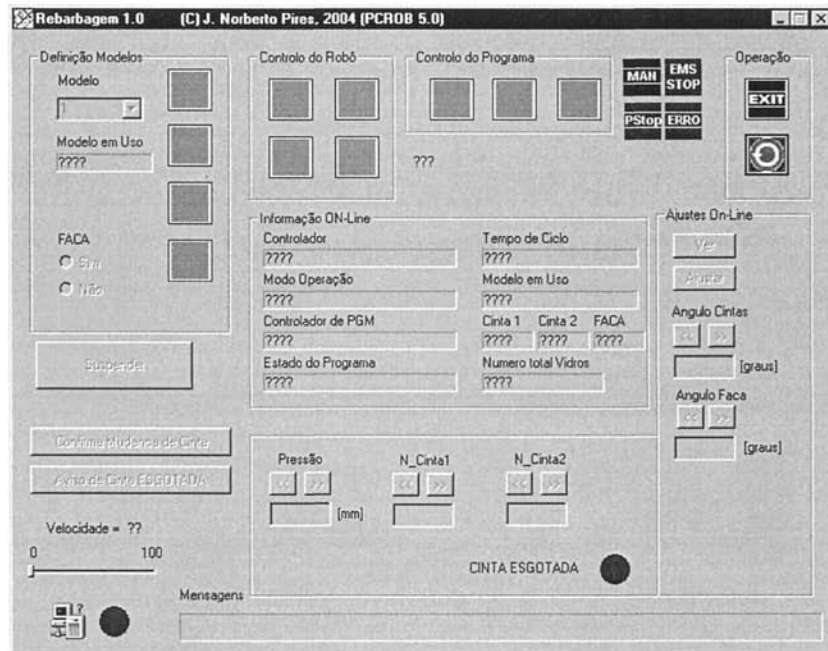 Rebarbagem 1.0 (C) J. Norberto Pires, 2004 (PCROB 5.0)
Definição Modelos
Modelo
1
Modelo em Uso
????
FACA
Sim
Não
Suspender
Confirma Mudança de Cinta
Aviso de Cinta ESGOTADA
Velocidade = ??
0 100
?
Controlo do Robô
Controlo do Programa
???
MAN
EMS STOP
PStop
ERRO
Operação
EXIT
Informação ON-Line
Controlador
????
Modo Operação
????
Controlador de PGM
????
Estado do Programa
????
Tempo de Ciclo
????
Modelo em Uso
????
Cinta 1 Cinta 2 FACA
???? ???? ????
Numero total Vidros
????
Ajustes On-Line
Ver
Ajustar
Angulo Cintas
<< >>
[graus]
Angulo Faca
<< >>
[graus]
Pressão N_Cinta1 N_Cinta2
<< >> << >> << >>
[mm]
CINTA ESGOTADA
Mensagens